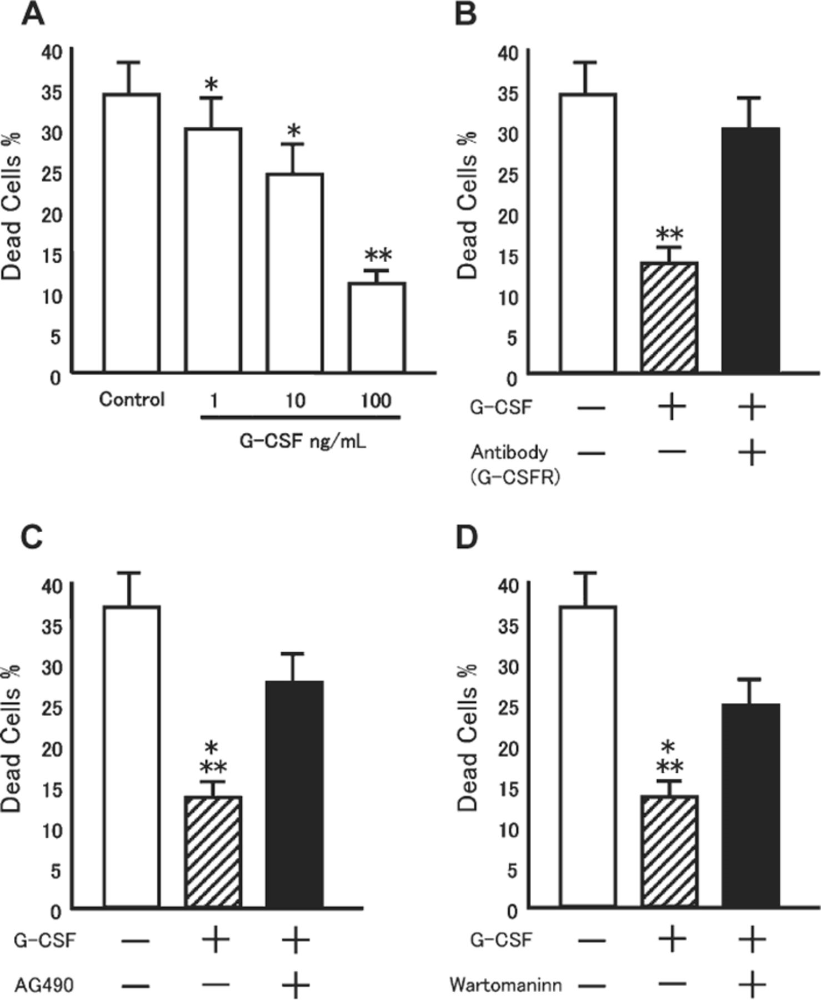 A
Dead Cells %
40
35
30
25
20
15
10
5
0
*
*
**
Control 1 10 100
G-CSF ng/mL
B
Dead Cells %
40
35
30
25
20
15
10
5
0
**
G-CSF — + +
Antibody — — +
(G-CSFR)
C
Dead Cells %
40
35
30
25
20
15
10
5
0
*
**
G-CSF — + +
AG490 — — +
D
Dead Cells %
40
35
30
25
20
15
10
5
0
*
**
G-CSF — + +
Wartomaninn — — +